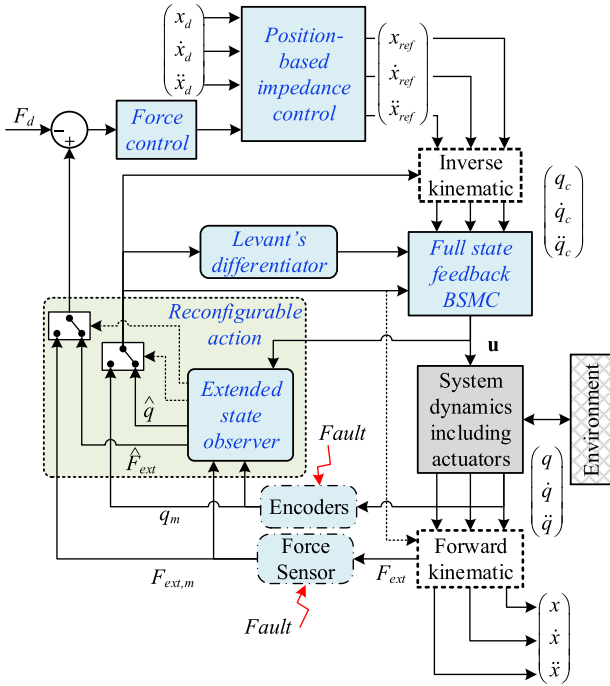 x_d
ẋ_d
ẍ_d
Position-
based
impedance
control
x_ref
ẋ_ref
ẍ_ref
F_d
−
+
Force
control
Inverse
kinematic
q_c
q̇_c
q̈_c
Levant's
differentiator
Full state
feedback
BSMC
Reconfigurable
action
u
Extended
state
observer
q̂
F̂_ext
System
dynamics
including
actuators
Environment
Fault
q
q̇
q̈
q_m
Encoders
Force
Sensor
F_ext,m
F_ext
Forward
kinematic
Fault
x
ẋ
ẍ